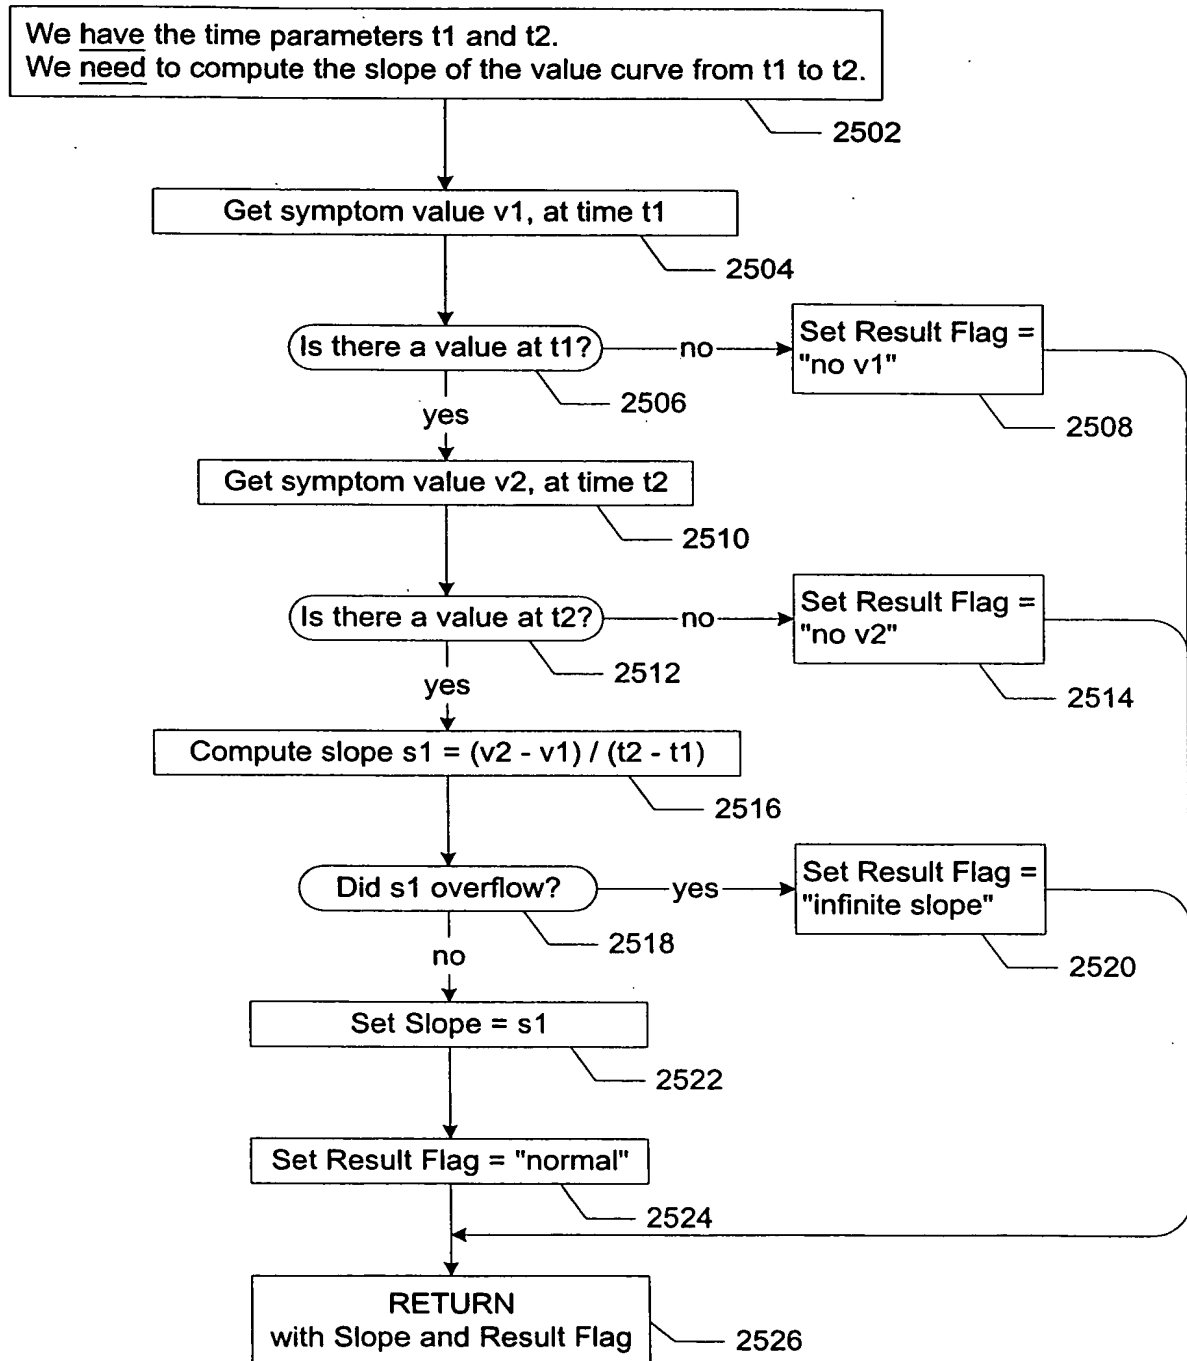 We have the time parameters t1 and t2.
We need to compute the slope of the value curve from t1 to t2.
2502
Get symptom value v1, at time t1
2504
Is there a value at t1?
no
Set Result Flag =
"no v1"
2506
2508
yes
Get symptom value v2, at time t2
2510
Is there a value at t2?
no
Set Result Flag =
"no v2"
2512
2514
yes
Compute slope s1 = (v2 - v1) / (t2 - t1)
2516
Did s1 overflow?
yes
Set Result Flag =
"infinite slope"
2518
2520
no
Set Slope = s1
2522
Set Result Flag = "normal"
2524
RETURN
with Slope and Result Flag
2526